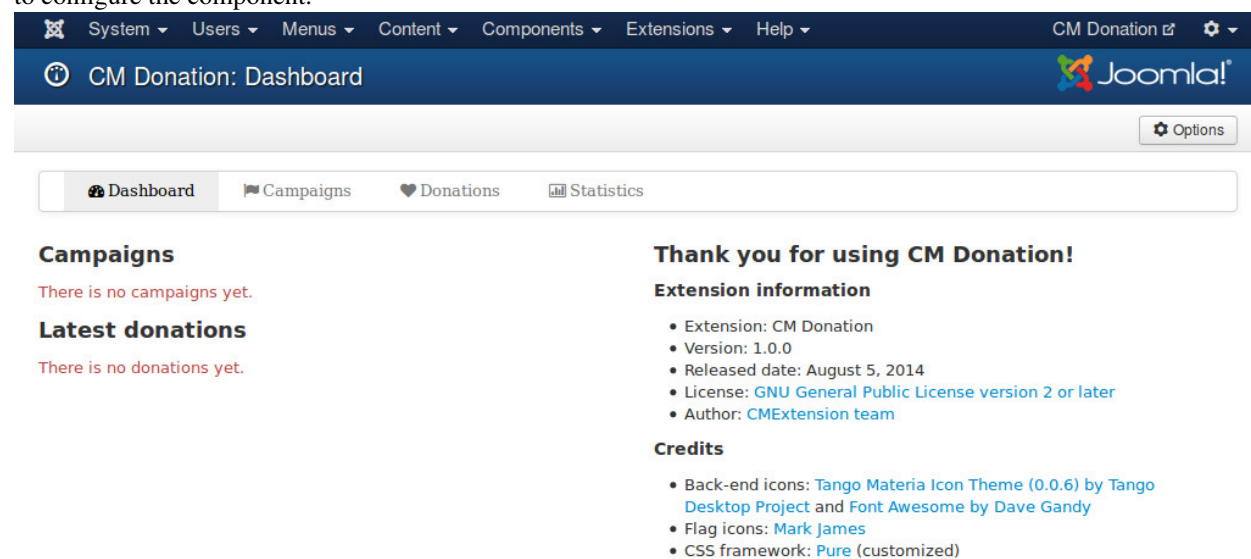 to configure the component.
System Users Menus Content Components Extensions Help CM Donation
CM Donation: Dashboard Joomla!®
Options
Dashboard Campaigns Donations Statistics
Campaigns
There is no campaigns yet.
Latest donations
There is no donations yet.
Thank you for using CM Donation!
Extension information
• Extension: CM Donation
• Version: 1.0.0
• Released date: August 5, 2014
• License: GNU General Public License version 2 or later
• Author: CMExtension team
Credits
• Back-end icons: Tango Materia Icon Theme (0.0.6) by Tango
Desktop Project and Font Awesome by Dave Gandy
• Flag icons: Mark James
• CSS framework: Pure (customized)